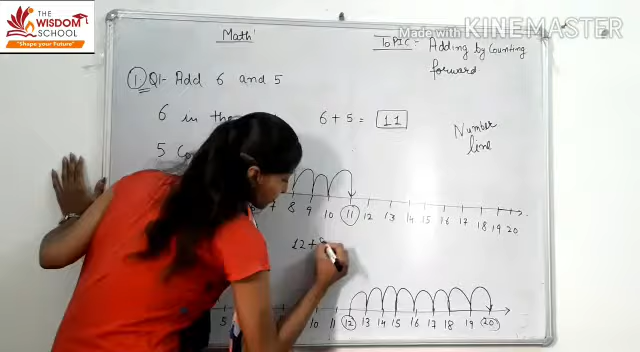 THE WISDOM SCHOOL
"Shape your Future"
Made with KINEMASTER
Math'
TOPIC - Adding by Counting
forward
1. Q1- Add 6 and 5
6 in the
6 + 5 = 11
Number
line
5
8 9 10 11 12 13 14 15 16 17 18 19 20
12 +
5
10 11 12 13 14 15 16 17 18 19 20